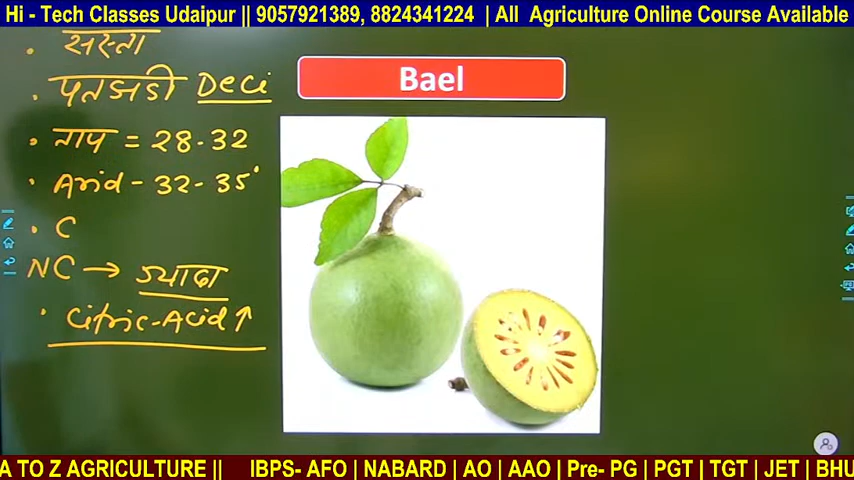 Hi - Tech Classes Udaipur || 9057921389, 8824341224 | All Agriculture Online Course Available
• सस्ता
• पतझडी Deci
• ताप = 28-32
• Arid - 32-35°
• C
NC → ज्यादा
• Citric-Acid ↑
Bael
A TO Z AGRICULTURE || IBPS- AFO | NABARD | AO | AAO | Pre- PG | PGT | TGT | JET | BHU